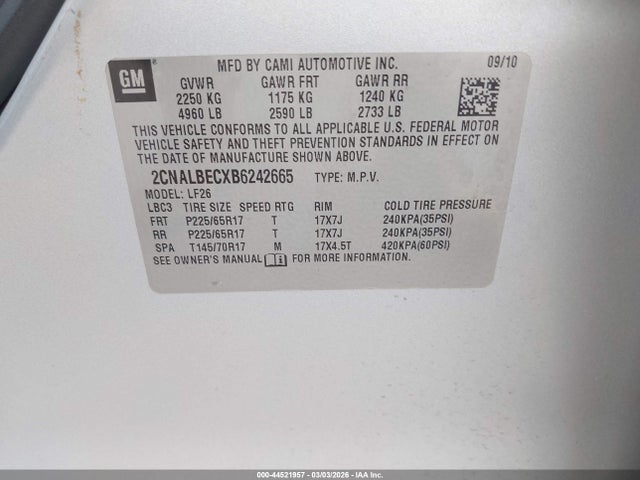 GM ®
MFD BY CAMI AUTOMOTIVE INC. 09/10
GVWR GAWR FRT GAWR RR
2250 KG 1175 KG 1240 KG
4960 LB 2590 LB 2733 LB
THIS VEHICLE CONFORMS TO ALL APPLICABLE U.S. FEDERAL MOTOR
VEHICLE SAFETY AND THEFT PREVENTION STANDARDS IN EFFECT ON THE
DATE OF MANUFACTURE SHOWN ABOVE.
2CNALBECXB6242665 TYPE: M.P.V.
MODEL: LF26
LBC3 TIRE SIZE SPEED RTG RIM COLD TIRE PRESSURE
FRT P225/65R17 T 17X7J 240KPA(35PSI)
RR P225/65R17 T 17X7J 240KPA(35PSI)
SPA T145/70R17 M 17X4.5T 420KPA(60PSI)
SEE OWNER'S MANUAL FOR MORE INFORMATION.
000-44521957 - 03/03/2026 - IAAI Inc.